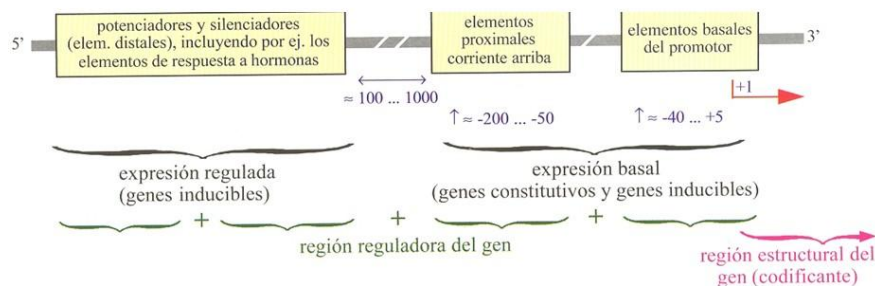 5'
potenciadores y silenciadores
(elem. distales), incluyendo por ej. los
elementos de respuesta a hormonas
elementos
proximales
corriente arriba
elementos basales
del promotor
3'
+1
≈ 100 ... 1000
↑ ≈ -200 ... -50
↑ ≈ -40 ... +5
expresión regulada
(genes inducibles)
expresión basal
(genes constitutivos y genes inducibles)
+
+
+
región reguladora del gen
región estructural del
gen (codificante)